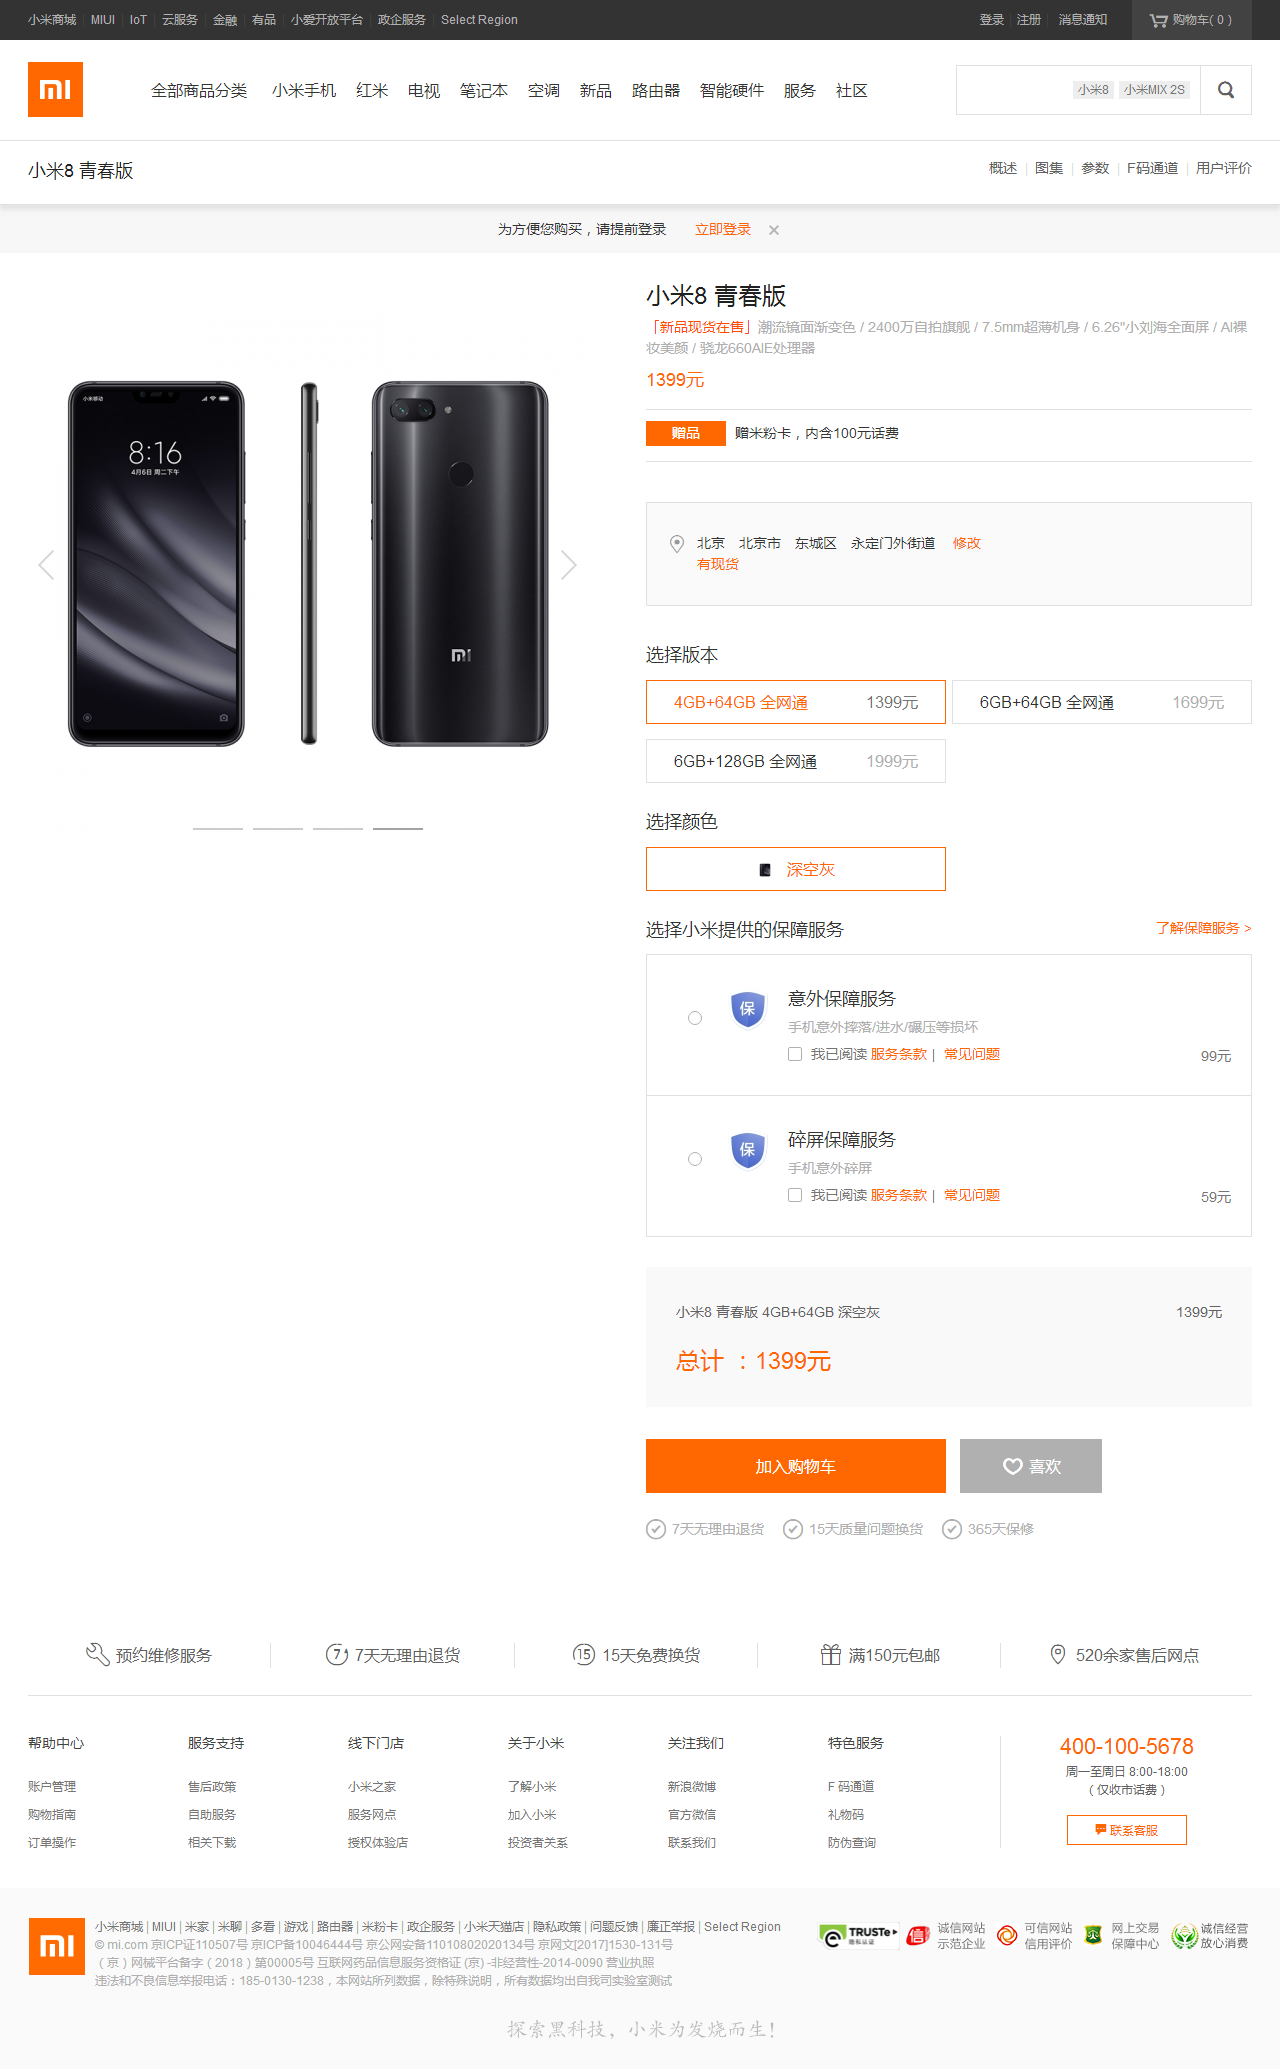 小米商城 MIUI IoT 云服务 金融 有品 小爱开放平台 政企服务 Select Region 登录 注册 消息通知 购物车( 0 )
全部商品分类 小米手机 红米 电视 笔记本 空调 新品 路由器 智能硬件 服务 社区 小米8 小米MIX 2S
小米8 青春版 概述 图集 参数 F码通道 用户评价
为方便您购买，请提前登录 立即登录
小米8 青春版
「新品现货在售」潮流镜面渐变色 / 2400万自拍旗舰 / 7.5mm超薄机身 / 6.26"小刘海全面屏 / AI裸
妆美颜 / 骁龙660AIE处理器
1399元
赠品 赠米粉卡，内含100元话费
小米移动
8:16
4月6日 周二下午
北京 北京市 东城区 永定门外街道 修改
有现货
选择版本
4GB+64GB 全网通 1399元 6GB+64GB 全网通 1699元
6GB+128GB 全网通 1999元
选择颜色
深空灰
选择小米提供的保障服务 了解保障服务 >
保 意外保障服务
手机意外摔落/进水/碾压等损坏
我已阅读 服务条款 | 常见问题 99元
保 碎屏保障服务
手机意外碎屏
我已阅读 服务条款 | 常见问题 59元
小米8 青春版 4GB+64GB 深空灰 1399元
总计 ：1399元
加入购物车 喜欢
7天无理由退货 15天质量问题换货 365天保修
预约维修服务 7 7天无理由退货 15 15天免费换货 满150元包邮 520余家售后网点
帮助中心 服务支持 线下门店 关于小米 关注我们 特色服务 400-100-5678
周一至周日 8:00-18:00
账户管理 售后政策 小米之家 了解小米 新浪微博 F 码通道 （仅收市话费）
购物指南 自助服务 服务网点 加入小米 官方微信 礼物码
订单操作 相关下载 授权体验店 投资者关系 联系我们 防伪查询 联系客服
小米商城 | MIUI | 米家 | 米聊 | 多看 | 游戏 | 路由器 | 米粉卡 | 政企服务 | 小米天猫店 | 隐私政策 | 问题反馈 | 廉正举报 | Select Region
© mi.com 京ICP证110507号 京ICP备10046444号 京公网安备11010802020134号 京网文[2017]1530-131号
（京）网械平台备字（2018）第00005号 互联网药品信息服务资格证 (京) -非经营性-2014-0090 营业执照
违法和不良信息举报电话：185-0130-1238，本网站所列数据，除特殊说明，所有数据均出自我司实验室测试
TRUSTe 隐私认证
信 诚信网站 示范企业
可信网站 信用评价
网上交易 保障中心
诚信经营 放心消费
探索黑科技，小米为发烧而生！